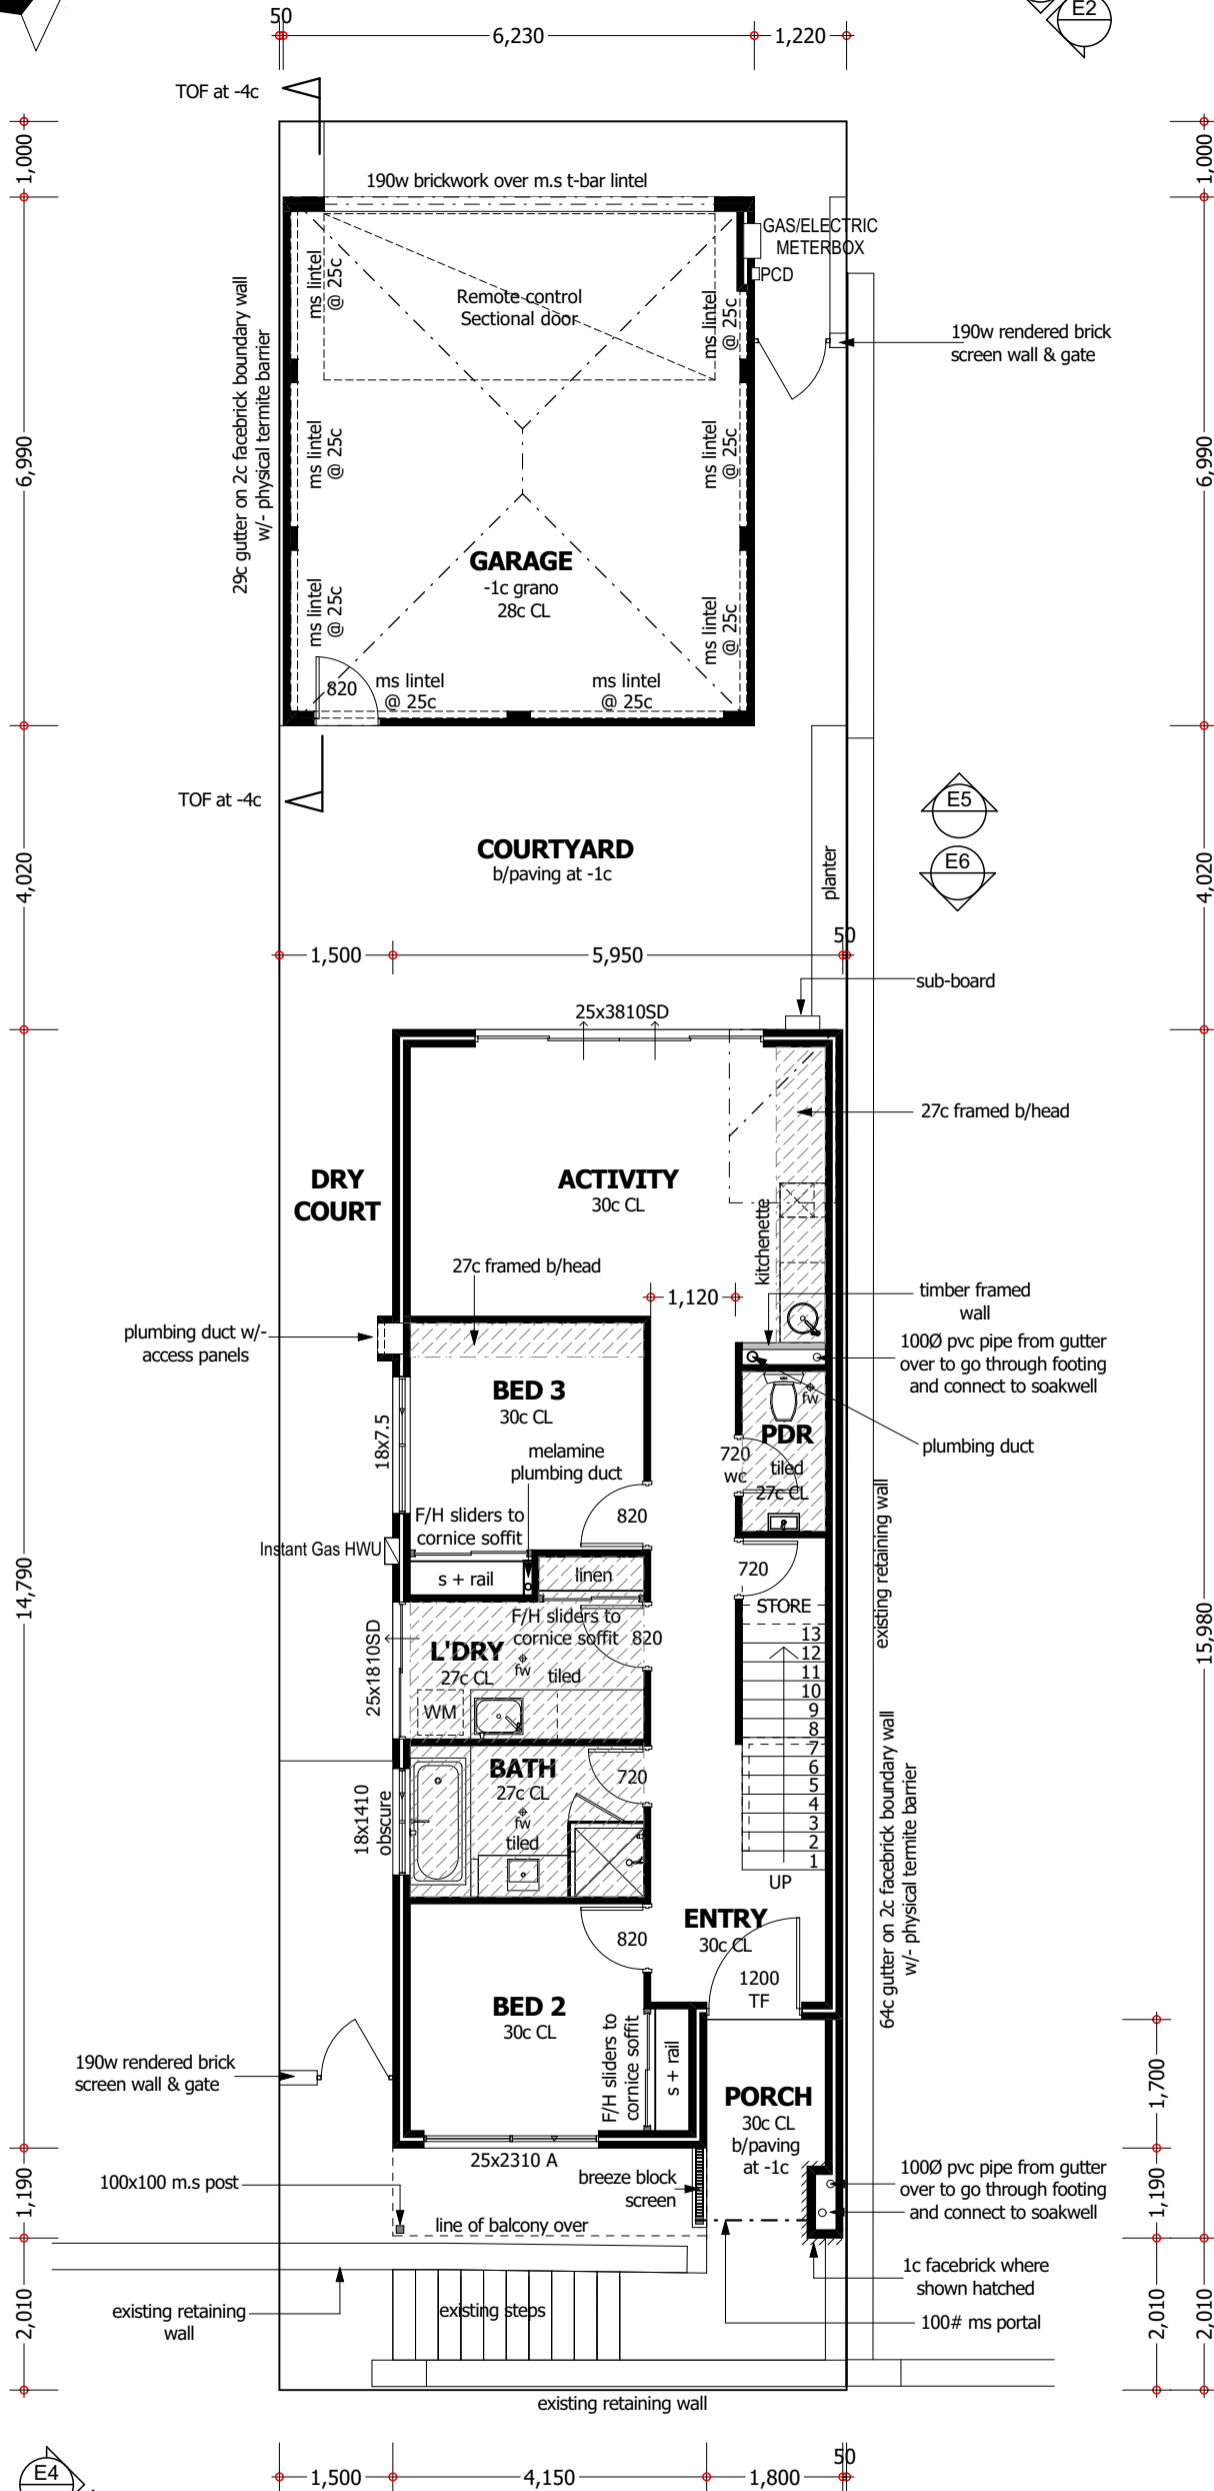 50
6,230
1,220
E2
TOF at -4c
1,000
1,000
190w brickwork over m.s t-bar lintel
GAS/ELECTRIC
METERBOX
PCD
ms lintel
@ 25c
Remote control
Sectional door
ms lintel
@ 25c
190w rendered brick
screen wall & gate
29c gutter on 2c facebrick boundary wall
w/- physical termite barrier
6,990
6,990
ms lintel
@ 25c
ms lintel
@ 25c
GARAGE
-1c grano
28c CL
ms lintel
@ 25c
ms lintel
@ 25c
820
ms lintel
@ 25c
ms lintel
@ 25c
TOF at -4c
E5
E6
COURTYARD
b/paving at -1c
planter
4,020
4,020
50
1,500
5,950
sub-board
25x3810SD
27c framed b/head
DRY
COURT
ACTIVITY
30c CL
kitchenette
27c framed b/head
1,120
timber framed
wall
plumbing duct w/-
access panels
100Ø pvc pipe from gutter
over to go through footing
and connect to soakwell
BED 3
30c CL
fw
PDR
tiled
27c CL
720
wc
plumbing duct
18x7.5
melamine
plumbing duct
F/H sliders to
cornice soffit
820
existing retaining wall
Instant Gas HWU
s + rail
linen
720
STORE
14,790
15,980
F/H sliders to
cornice soffit
820
L'DRY
27c CL
fw
tiled
25x1810SD
WM
13
12
11
10
9
8
7
6
5
4
3
2
1
UP
BATH
27c CL
fw
tiled
720
18x1410
obscure
64c gutter on 2c facebrick boundary wall
w/- physical termite barrier
ENTRY
30c CL
820
1200
TF
BED 2
30c CL
F/H sliders to
cornice soffit
s + rail
190w rendered brick
screen wall & gate
PORCH
30c CL
b/paving
at -1c
1,700
25x2310 A
100x100 m.s post
breeze block
screen
100Ø pvc pipe from gutter
over to go through footing
and connect to soakwell
1,190
1,190
line of balcony over
1c facebrick where
shown hatched
existing retaining
wall
existing steps
100# ms portal
2,010
2,010
2,010
existing retaining wall
E4
50
1,500
4,150
1,800